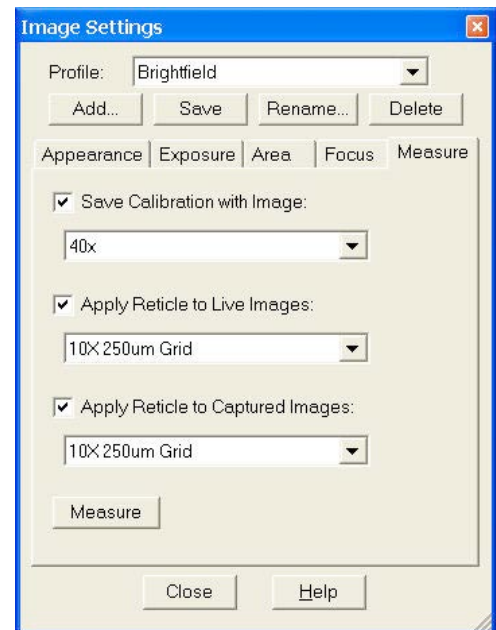 Image Settings
Profile: Brightfield
Add... Save Rename... Delete
Appearance Exposure Area Focus Measure
Save Calibration with Image:
40x
Apply Reticle to Live Images:
10X 250um Grid
Apply Reticle to Captured Images:
10X 250um Grid
Measure
Close Help